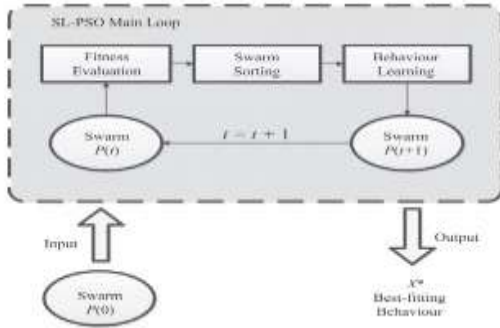 SL-PSO Main Loop
Fitness
Evaluation
Swarm
Sorting
Behaviour
Learning
Swarm
P(t)
t = t + 1
Swarm
P(t+1)
Input
Output
Swarm
P(0)
X*
Best-fitting
Behaviour